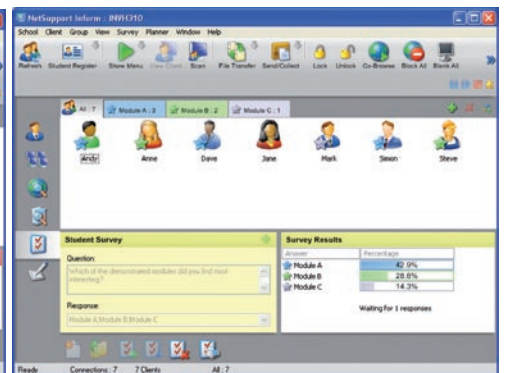 NetSupport Inform : INVH310
School Client Group View Survey Planner Window Help
Refresh Student Register Show Menu View Client Scan File Transfer Send/Collect Lock Unlock Co-Browse Block All Blank All
All : 7 Module A : 3 Module B : 2 Module C : 1
Andy Anne Dave Jane Mark Simon Steve
Student Survey
Question:
Which of the demonstrated modules did you find most
interesting?
Response:
Module A,Module B,Module C
Survey Results
Answer Percentage
Module A 42.9%
Module B 28.6%
Module C 14.3%
Waiting for 1 responses
Ready Connections : 7 7 Clients All : 7